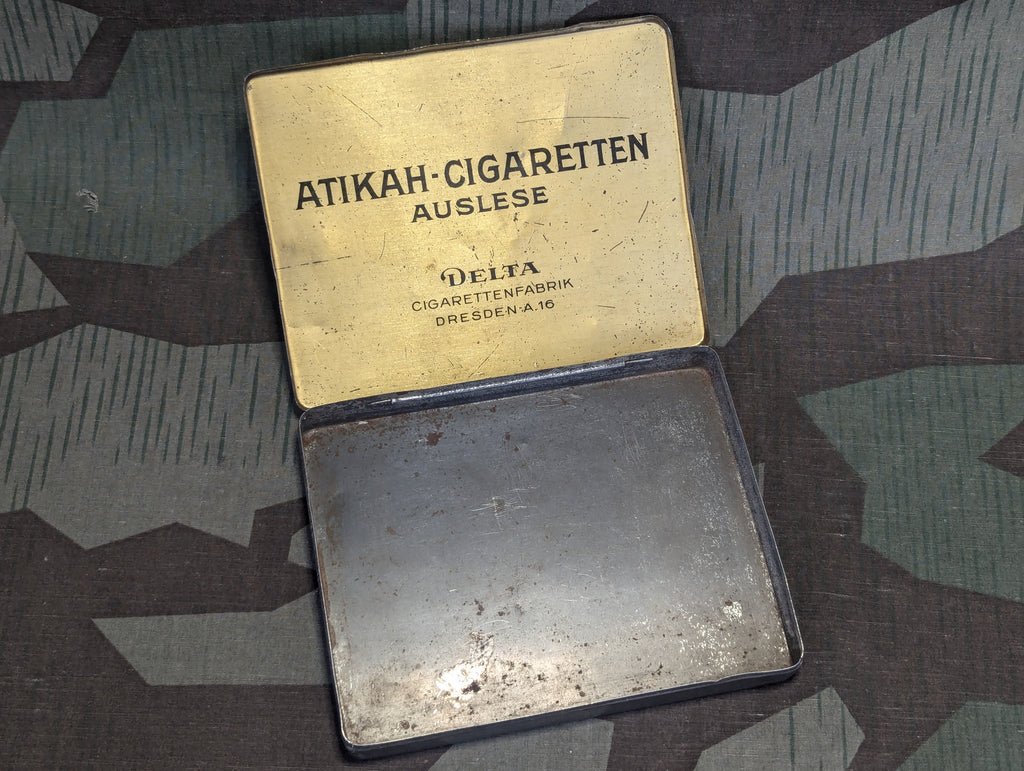 ATIKAH-CIGARETTEN
AUSLESE
DELTA
CIGARETTENFABRIK
DRESDEN-A.16